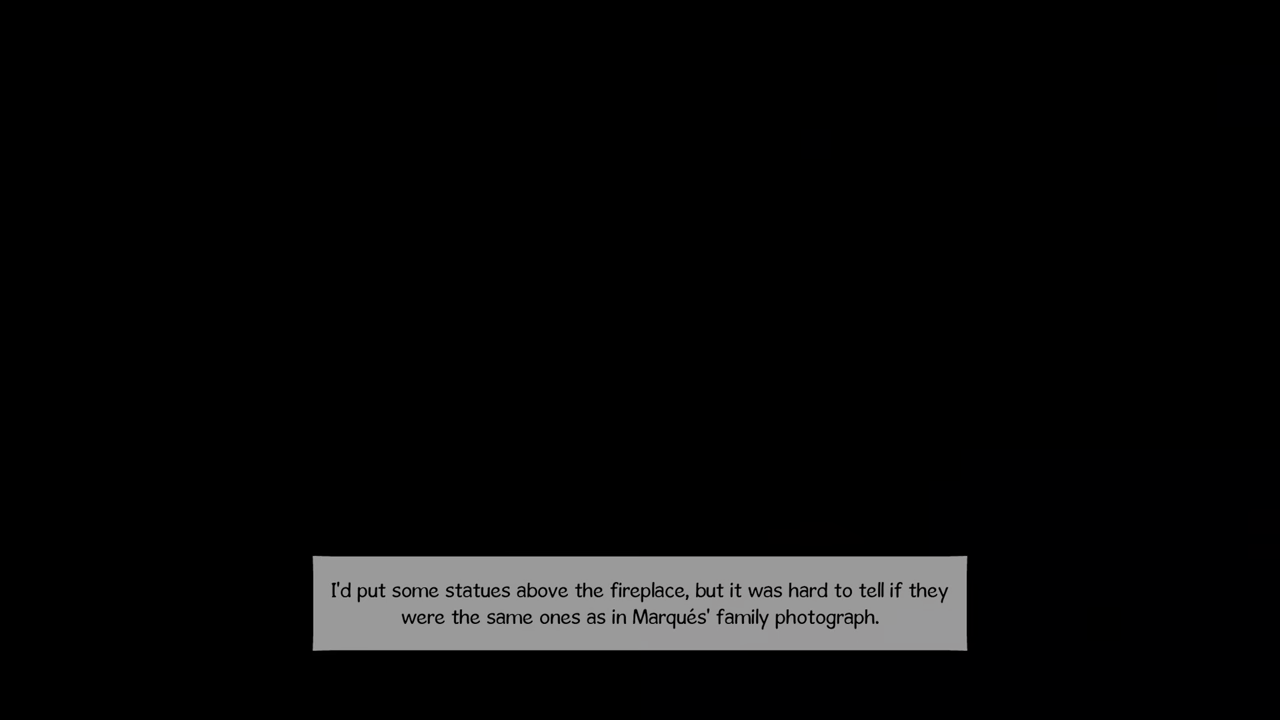 I'd put some statues above the fireplace, but it was hard to tell if they
were the same ones as in Marqués' family photograph.